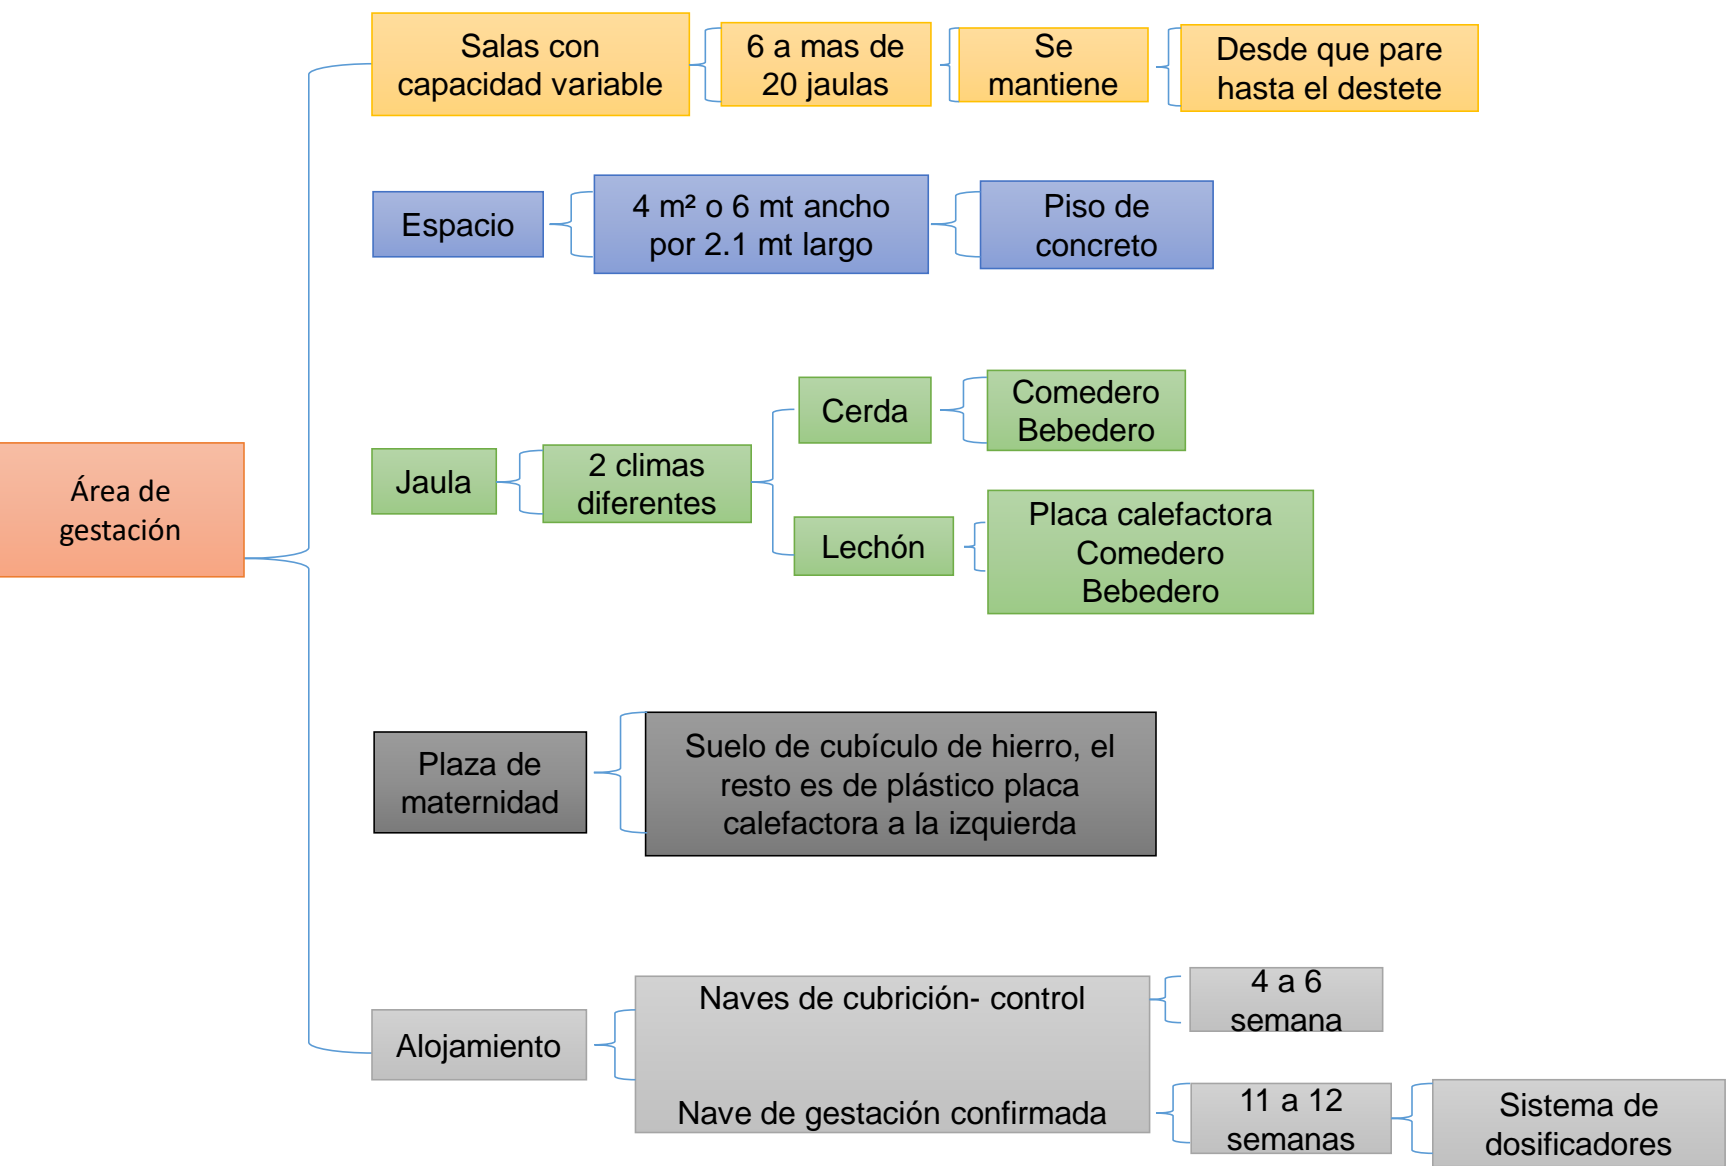 Salas con
capacidad variable
6 a mas de
20 jaulas
Se
mantiene
Desde que pare
hasta el destete
Espacio
4 m² o 6 mt ancho
por 2.1 mt largo
Piso de
concreto
Área de
gestación
Jaula
2 climas
diferentes
Cerda
Comedero
Bebedero
Lechón
Placa calefactora
Comedero
Bebedero
Plaza de
maternidad
Suelo de cubículo de hierro, el
resto es de plástico placa
calefactora a la izquierda
Alojamiento
Naves de cubrición- control
4 a 6
semana
Nave de gestación confirmada
11 a 12
semanas
Sistema de
dosificadores